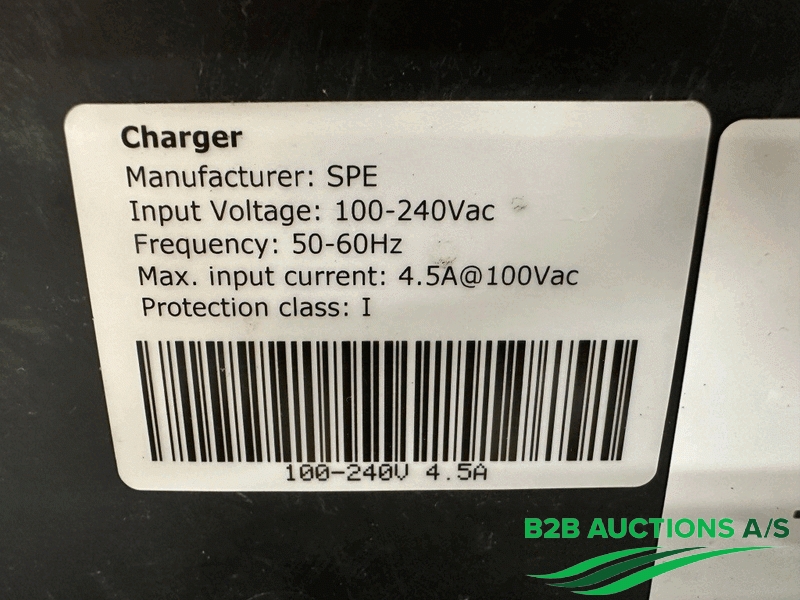 Charger
Manufacturer: SPE
Input Voltage: 100-240Vac
Frequency: 50-60Hz
Max. input current: 4.5A@100Vac
Protection class: I
100-240V 4.5A
B2B AUCTIONS A/S